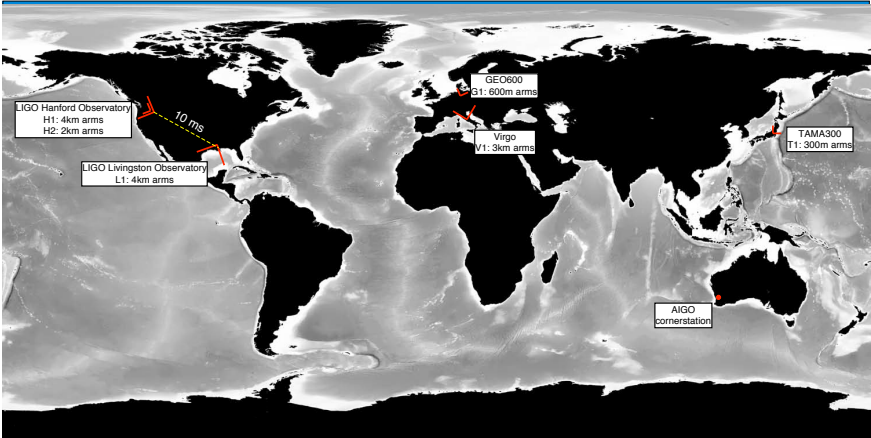 GEO600
G1: 600m arms
LIGO Hanford Observatory
H1: 4km arms
H2: 2km arms
10 ms
Virgo
V1: 3km arms
TAMA300
T1: 300m arms
LIGO Livingston Observatory
L1: 4km arms
AIGO
cornerstation